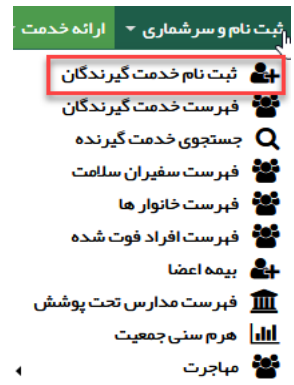 ثبت نام و سرشماری ارائه خدمت
ثبت نام خدمت گیرندگان
فهرست خدمت گیرندگان
جستجوی خدمت گیرنده
فهرست سفیران سلامت
فهرست خانوار ها
فهرست افراد فوت شده
بیمه اعضا
فهرست مدارس تحت پوشش
هرم سنی جمعیت
مهاجرت